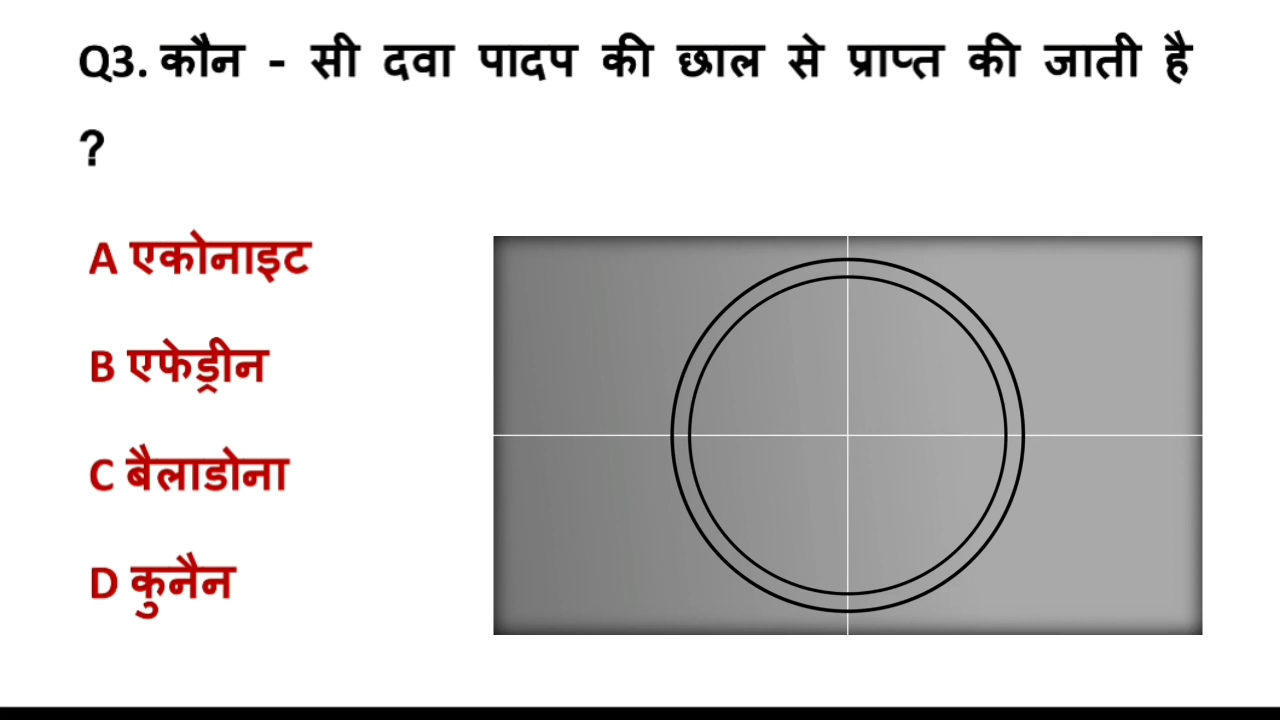 Q3. कौन - सी दवा पादप की छाल से प्राप्त की जाती है
?
A एकोनाइट
B एफेड्रीन
C बैलाडोना
D कुनैन